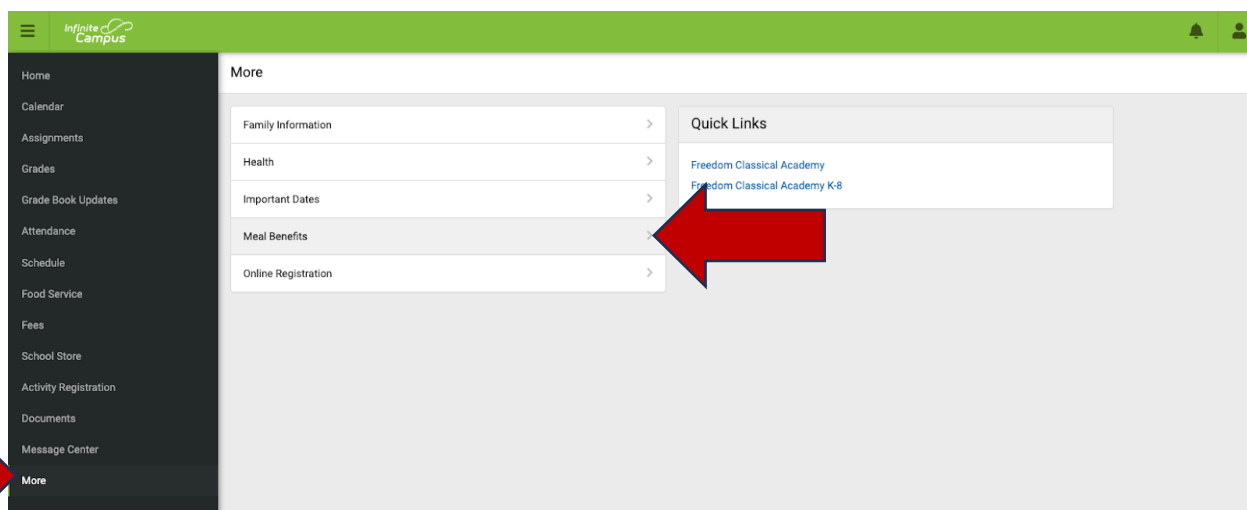 Infinite
Campus
Home
Calendar
Assignments
Grades
Grade Book Updates
Attendance
Schedule
Food Service
Fees
School Store
Activity Registration
Documents
Message Center
More
More
Family Information
Health
Important Dates
Meal Benefits
Online Registration
Quick Links
Freedom Classical Academy
Freedom Classical Academy K-8